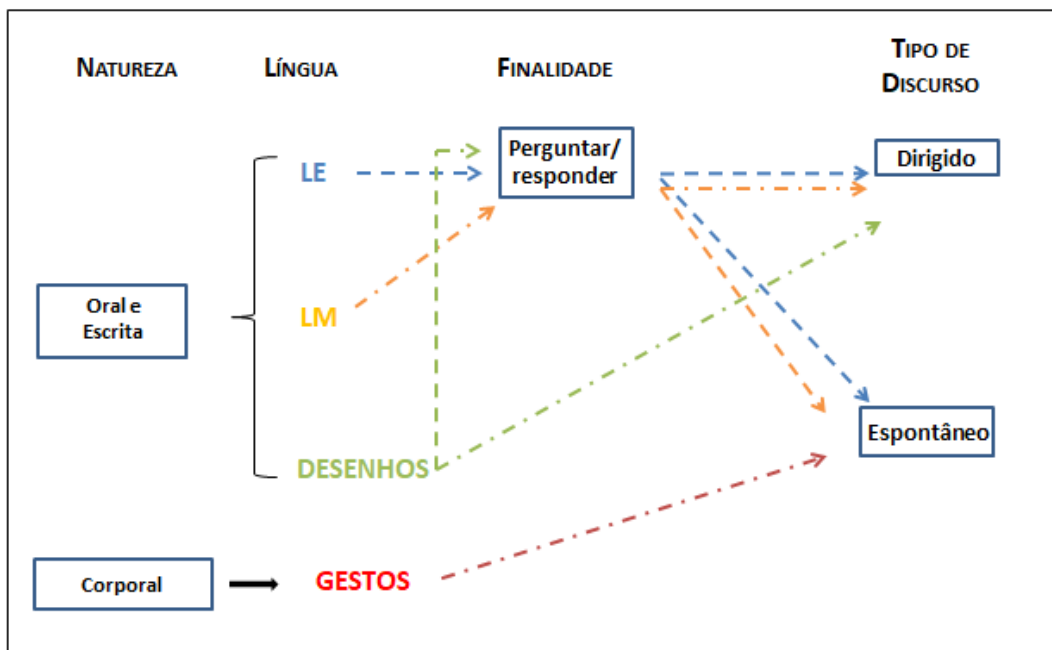 NATUREZA LÍNGUA FINALIDADE TIPO DE
DISCURSO
LE
Perguntar/
responder
Dirigido
Oral e
Escrita
LM
DESENHOS
Espontâneo
Corporal
GESTOS